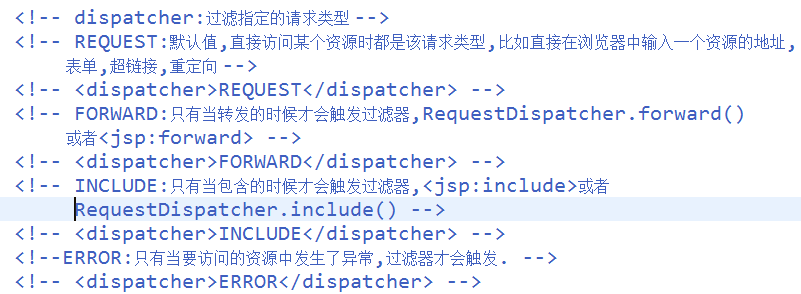 <!-- dispatcher:过滤指定的请求类型 -->
<!-- REQUEST:默认值,直接访问某个资源时都是该请求类型,比如直接在浏览器中输入一个资源的地址,
表单,超链接,重定向 -->
<!-- <dispatcher>REQUEST</dispatcher> -->
<!-- FORWARD:只有当转发的时候才会触发过滤器,RequestDispatcher.forward()
或者<jsp:forward> -->
<!-- <dispatcher>FORWARD</dispatcher> -->
<!-- INCLUDE:只有当包含的时候才会触发过滤器,<jsp:include>或者
RequestDispatcher.include() -->
<!-- <dispatcher>INCLUDE</dispatcher> -->
<!--ERROR:只有当要访问的资源中发生了异常,过滤器才会触发. -->
<!-- <dispatcher>ERROR</dispatcher> -->